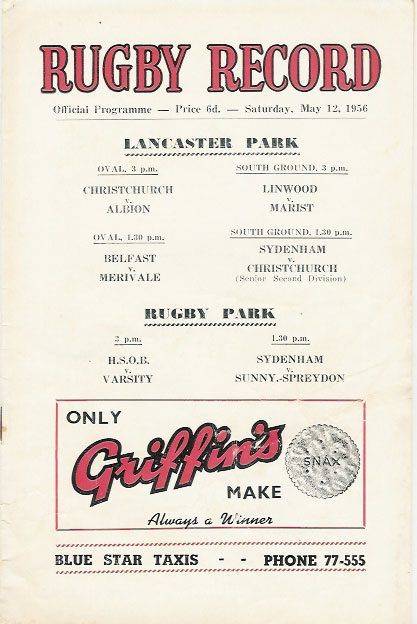 RUGBY RECORD
Official Programme — Price 6d. — Saturday, May 12, 1956
LANCASTER PARK
OVAL, 3 p.m.
CHRISTCHURCH
v.
ALBION
SOUTH GROUND, 3 p.m.
LINWOOD
v.
MARIST
OVAL, 1.30 p.m.
BELFAST
v.
MERIVALE
SOUTH GROUND, 1.30 p.m.
SYDENHAM
v.
CHRISTCHURCH
(Senior Second Division)
RUGBY PARK
3 p.m.
H.S.O.B.
v.
VARSITY
1.30 p.m.
SYDENHAM
v.
SUNNY.-SPREYDON
ONLY
Griffin's
SNAX
MAKE
Always a Winner
BLUE STAR TAXIS - - PHONE 77-555